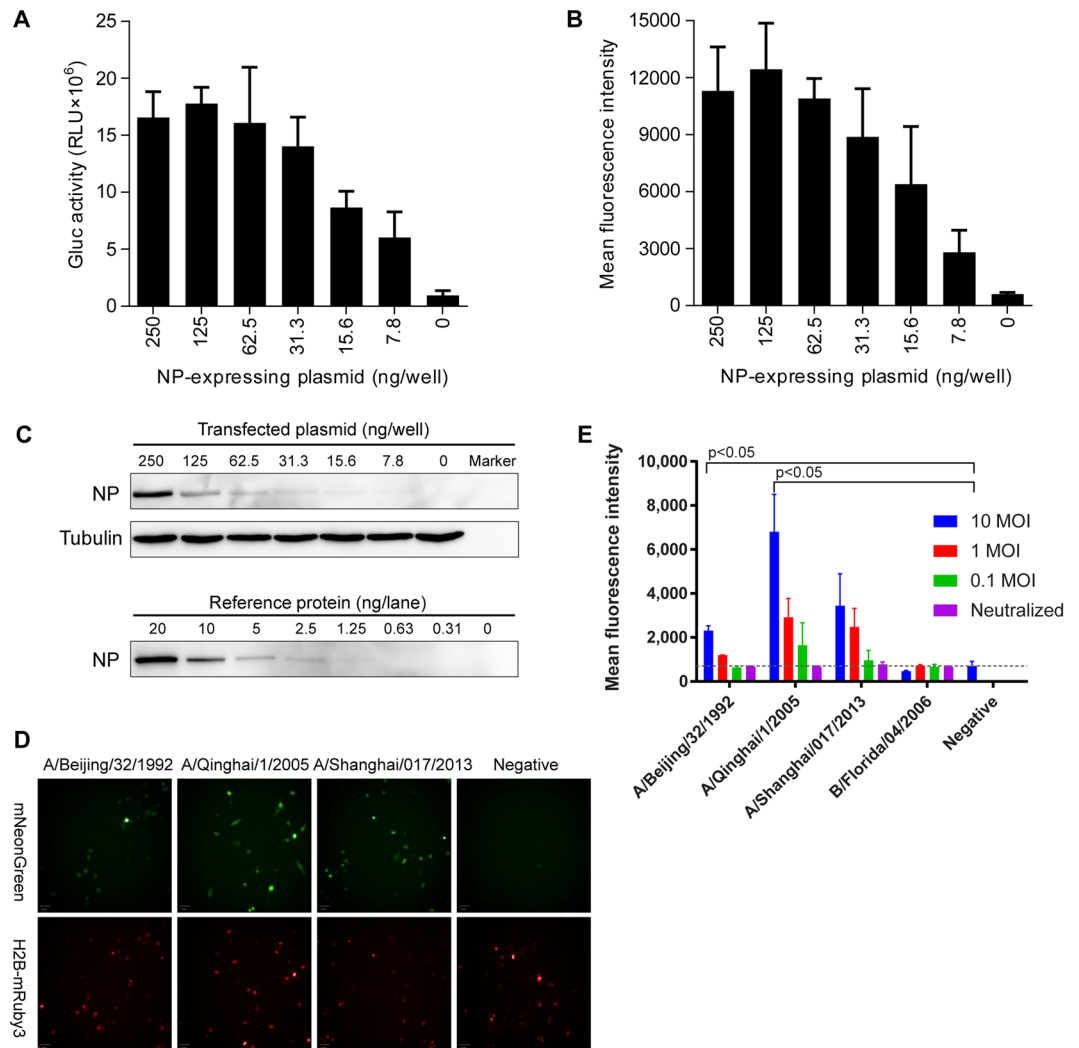 A
Gluc activity (RLU×10⁶)
25
20
15
10
5
0
250 125 62.5 31.3 15.6 7.8 0
NP-expressing plasmid (ng/well)
B
Mean fluorescence intensity
15000
12000
9000
6000
3000
0
250 125 62.5 31.3 15.6 7.8 0
NP-expressing plasmid (ng/well)
C
Transfected plasmid (ng/well)
250 125 62.5 31.3 15.6 7.8 0 Marker
NP
Tubulin
Reference protein (ng/lane)
20 10 5 2.5 1.25 0.63 0.31 0
NP
D
A/Beijing/32/1992 A/Qinghai/1/2005 A/Shanghai/017/2013 Negative
mNeonGreen
H2B-mRuby3
E
Mean fluorescence intensity
10,000
8,000
6,000
4,000
2,000
0
p<0.05
p<0.05
10 MOI
1 MOI
0.1 MOI
Neutralized
A/Beijing/32/1992
A/Qinghai/1/2005
A/Shanghai/017/2013
B/Florida/04/2006
Negative